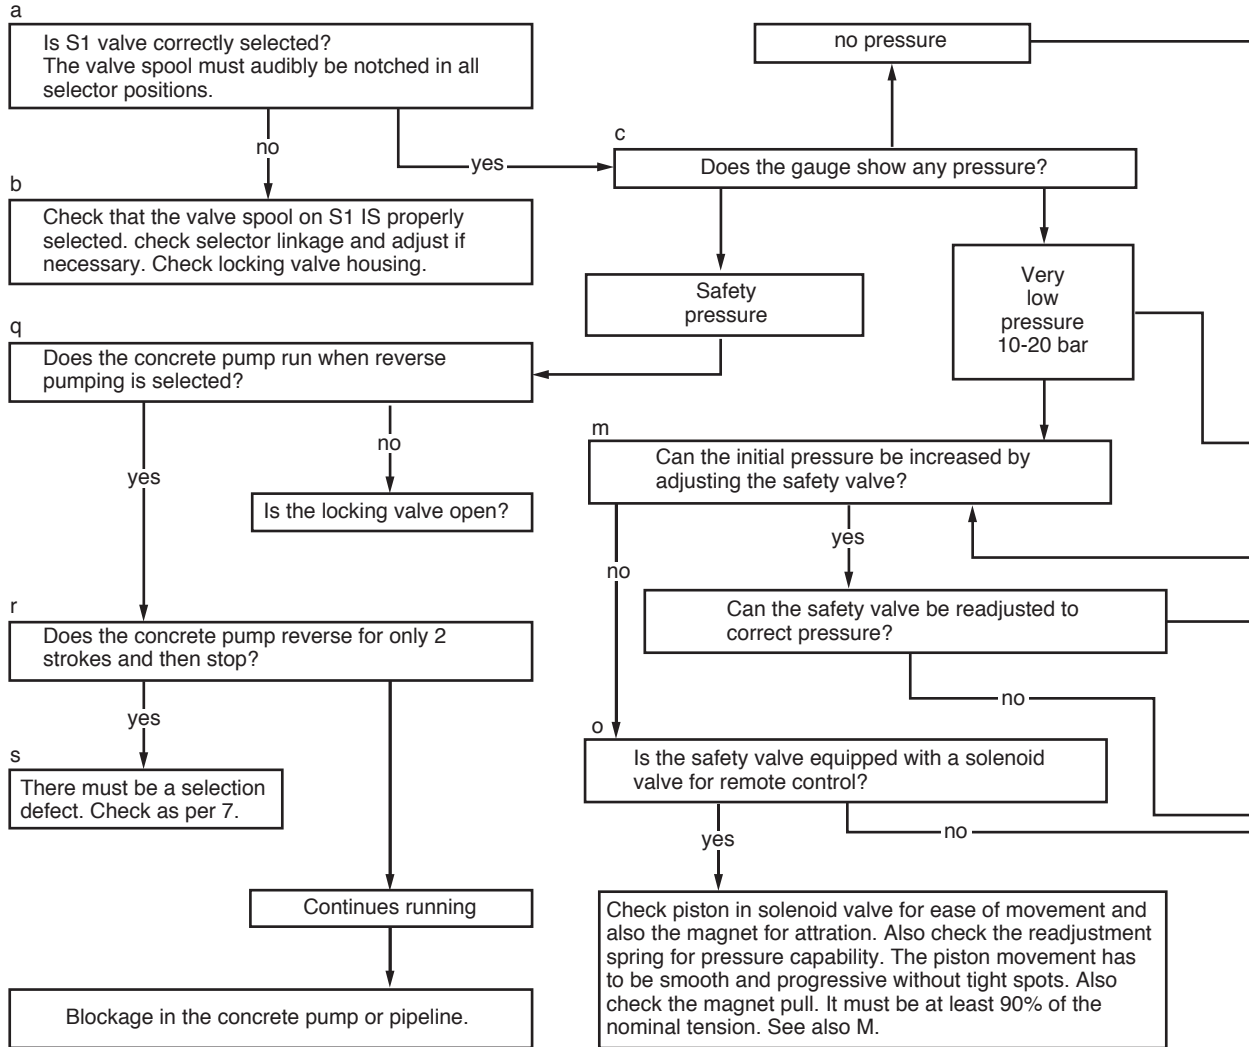 a
Is S1 valve correctly selected?
The valve spool must audibly be notched in all
selector positions.
no
yes
b
Check that the valve spool on S1 IS properly
selected. check selector linkage and adjust if
necessary. Check locking valve housing.
no pressure
c
Does the gauge show any pressure?
Safety
pressure
Very
low
pressure
10-20 bar
q
Does the concrete pump run when reverse
pumping is selected?
yes
no
Is the locking valve open?
m
Can the initial pressure be increased by
adjusting the safety valve?
no
yes
Can the safety valve be readjusted to
correct pressure?
no
r
Does the concrete pump reverse for only 2
strokes and then stop?
yes
s
There must be a selection
defect. Check as per 7.
Continues running
Blockage in the concrete pump or pipeline.
o
Is the safety valve equipped with a solenoid
valve for remote control?
yes
no
Check piston in solenoid valve for ease of movement and
also the magnet for attration. Also check the readjustment
spring for pressure capability. The piston movement has
to be smooth and progressive without tight spots. Also
check the magnet pull. It must be at least 90% of the
nominal tension. See also M.